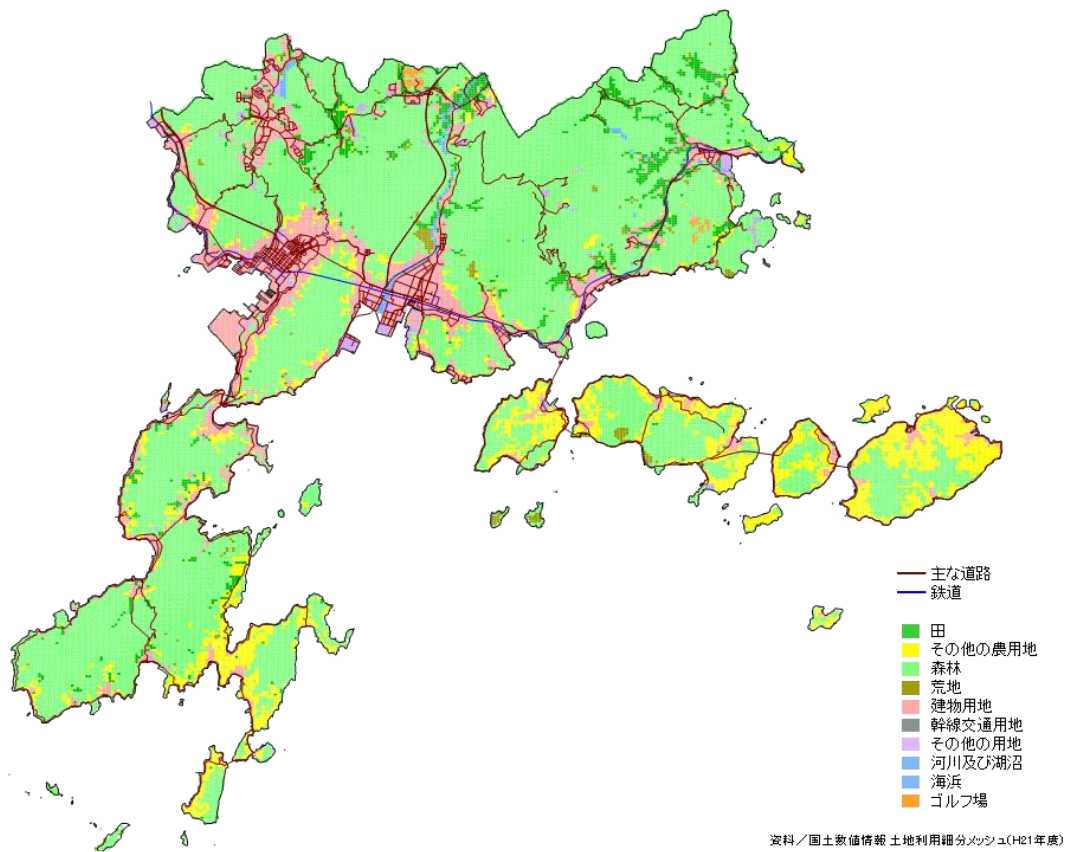 主な道路
鉄道
田
その他の農用地
森林
荒地
建物用地
幹線交通用地
その他の用地
河川及び湖沼
海浜
ゴルフ場
資料／国土数値情報 土地利用細分メッシュ(H21年度)